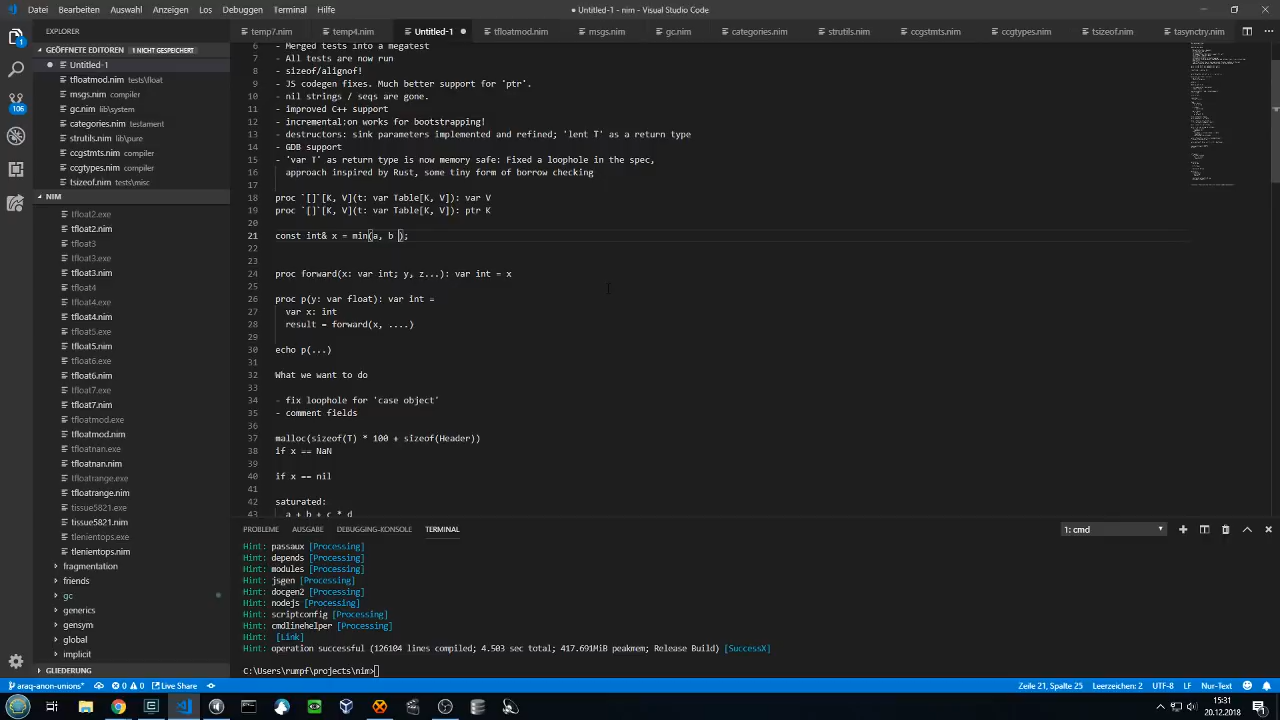 Datei Bearbeiten Anzeigen Los Debuggen Terminal Hilfe
● Untitled-1 - nim - Visual Studio Code
EXPLORER
temp7.nim temp4.nim Untitled-1 tfloatmod.nim msgs.nim gc.nim categories.nim strutils.nim ccgstmts.nim ccgtypes.nim tsizeof.nim tasynctry.nim
GEÖFFNETE EDITOREN 1 NICHT GESPEICHERT
Untitled-1
tfloatmod.nim tests\float
msgs.nim compiler
gc.nim lib\system
categories.nim testament
strutils.nim lib\pure
ccgstmts.nim compiler
ccgtypes.nim compiler
tsizeof.nim tests\misc
106
NIM
tfloat2.exe
tfloat2.nim
tfloat3
tfloat3.exe
tfloat3.nim
tfloat4
tfloat4.exe
tfloat4.nim
tfloat5.exe
tfloat5.nim
tfloat6.exe
tfloat6.nim
tfloat7.exe
tfloat7.nim
tfloatmod.exe
tfloatmod.nim
tfloatnan.exe
tfloatnan.nim
tfloatrange.exe
tfloatrange.nim
tissue5821.exe
tissue5821.nim
tlenientops.exe
tlenientops.nim
fragmentation
friends
gc
generics
gensym
global
implicit
GLIEDERUNG
6 - Merged tests into a megatest
7 - All tests are now run
8 - sizeof/alignof!
9 - JS codegen fixes. Much better support for `ptr`.
10 - nil strings / seqs are gone.
11 - improved C++ support
12 - incremental:on works for bootstrapping!
13 - destructors: sink parameters implemented and refined; 'lent T' as a return type
14 - GDB support
15 - 'var T' as return type is now memory safe. Fixed a loophole in the spec,
16 approach inspired by Rust, some tiny form of borrow checking
17
18 proc `[]`[K, V](t: var Table[K, V]): var V
19 proc `[]`[K, V](t: var Table[K, V]): ptr K
20
21 const int& x = min(a, b );
22
23
24 proc forward(x: var int; y, z...): var int = x
25
26 proc p(y: var float): var int =
27 var x: int
28 result = forward(x, ....)
29
30 echo p(...)
31
32 What we want to do
33
34 - fix loophole for 'case object'
35 - comment fields
36
37 malloc(sizeof(T) * 100 + sizeof(Header))
38 if x == NaN
39
40 if x == nil
41
42 saturated:
43 a + b + c * d
PROBLEME AUSGABE DEBUGGING-KONSOLE TERMINAL
1: cmd
Hint: passaux [Processing]
Hint: depends [Processing]
Hint: modules [Processing]
Hint: jsgen [Processing]
Hint: docgen2 [Processing]
Hint: nodejs [Processing]
Hint: scriptconfig [Processing]
Hint: cmdlinehelper [Processing]
Hint: [Link]
Hint: operation successful (126104 lines compiled; 4.503 sec total; 417.691MiB peakmem; Release Build) [SuccessX]
C:\Users\rumpf\projects\nim>
araq-anon-unions* 0 0 Live Share
Zeile 21, Spalte 25 Leerzeichen: 2 UTF-8 LF Nur-Text
15:31
20.12.2018